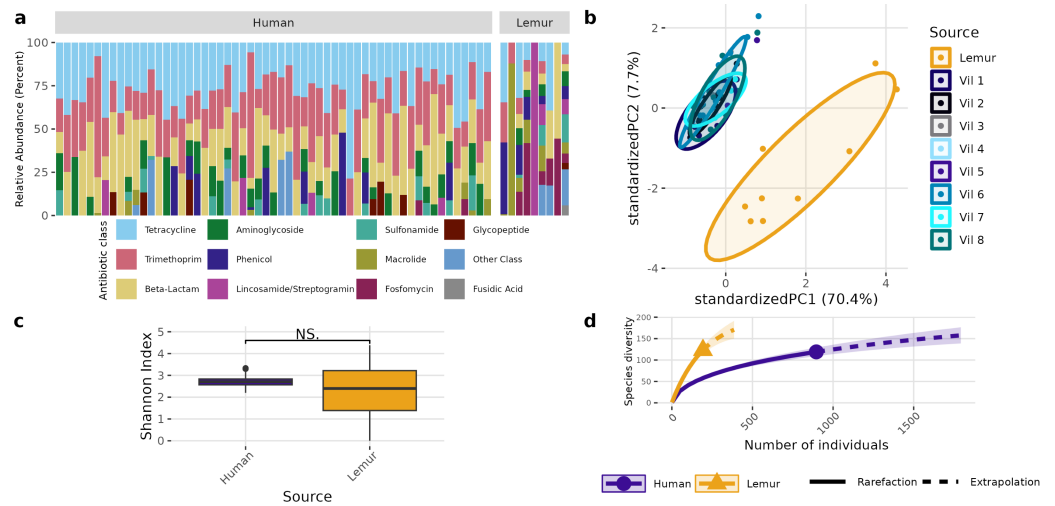 a
Human
Lemur
Relative Abundance (Percent)
100
75
50
25
0
Antibiotic class
Tetracycline
Aminoglycoside
Sulfonamide
Glycopeptide
Trimethoprim
Phenicol
Macrolide
Other Class
Beta-Lactam
Lincosamide/Streptogramin
Fosfomycin
Fusidic Acid
b
standardizedPC2 (7.7%)
2
0
-2
-4
0
2
4
standardizedPC1 (70.4%)
Source
Lemur
Vil 1
Vil 2
Vil 3
Vil 4
Vil 5
Vil 6
Vil 7
Vil 8
c
Shannon Index
5
4
3
2
1
0
NS.
Human
Lemur
Source
d
Species diversity
200
150
100
50
0
0
500
1000
1500
Number of individuals
Human
Lemur
Rarefaction
Extrapolation